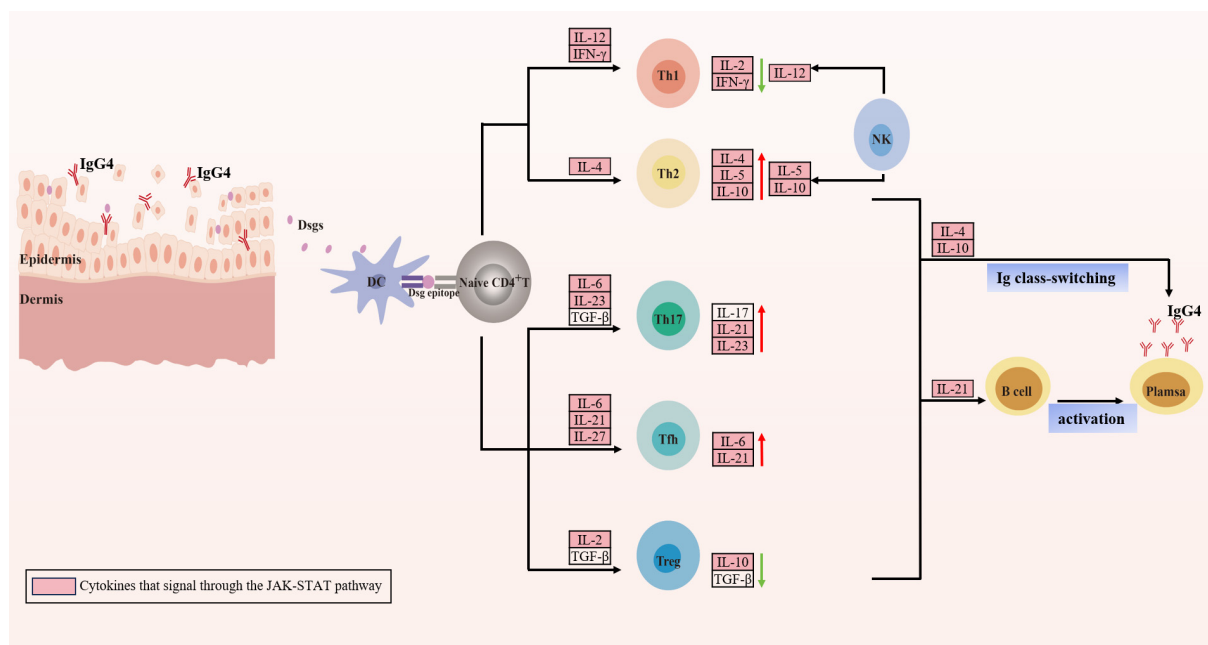 IgG4
IgG4
Epidermis
Dermis
Dsgs
DC
Dsg epitope
Naive CD4+T
IL-12
IFN-γ
Th1
IL-2
IFN-γ
IL-12
NK
IL-4
Th2
IL-4
IL-5
IL-10
IL-5
IL-10
IL-6
IL-23
TGF-β
Th17
IL-17
IL-21
IL-23
IL-6
IL-21
IL-27
Tfh
IL-6
IL-21
IL-2
TGF-β
Treg
IL-10
TGF-β
IL-4
IL-10
Ig class-switching
IgG4
IL-21
B cell
activation
Plamsa
Cytokines that signal through the JAK-STAT pathway